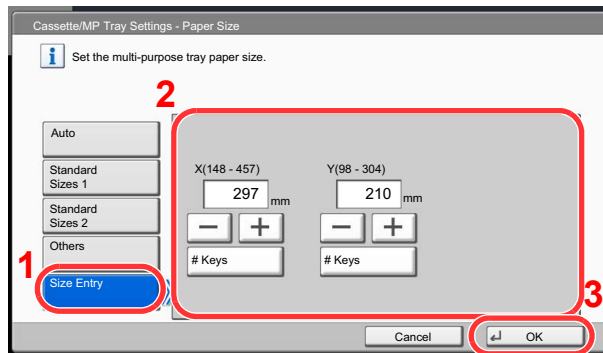 Cassette/MP Tray Settings - Paper Size
Set the multi-purpose tray paper size.
2
Auto
Standard
Sizes 1
Standard
Sizes 2
Others
1
Size Entry
X(148 - 457)
297 mm
# Keys
Y(98 - 304)
210 mm
# Keys
3
Cancel
OK